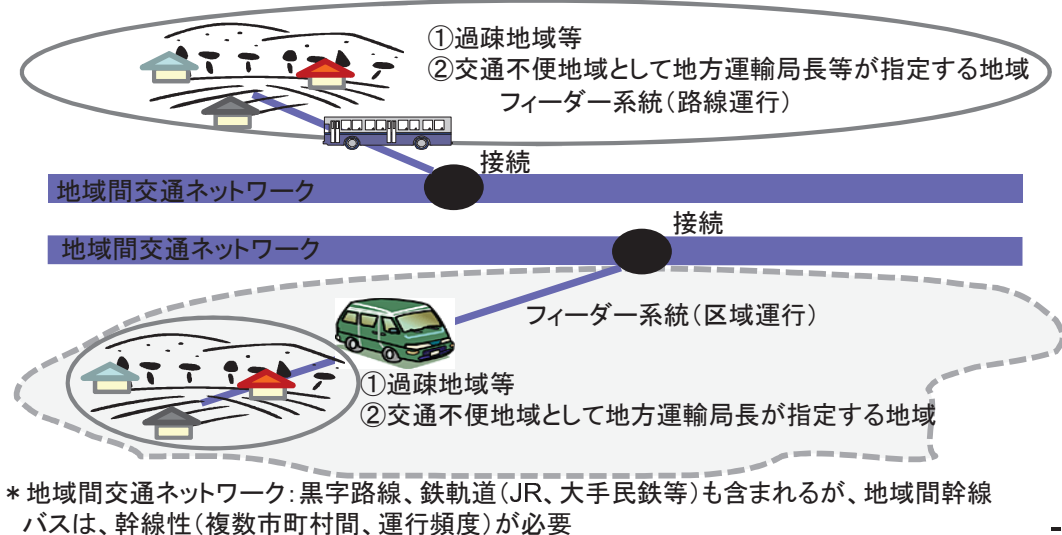 ①過疎地域等
②交通不便地域として地方運輸局長等が指定する地域
フィーダー系統（路線運行）
接続
地域間交通ネットワーク
接続
地域間交通ネットワーク
フィーダー系統（区域運行）
①過疎地域等
②交通不便地域として地方運輸局長が指定する地域
＊地域間交通ネットワーク：黒字路線、鉄軌道（JR、大手民鉄等）も含まれるが、地域間幹線
バスは、幹線性（複数市町村間、運行頻度）が必要